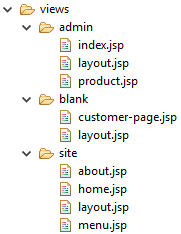 views
admin
index.jsp
layout.jsp
product.jsp
blank
customer-page.jsp
layout.jsp
site
about.jsp
home.jsp
layout.jsp
menu.jsp